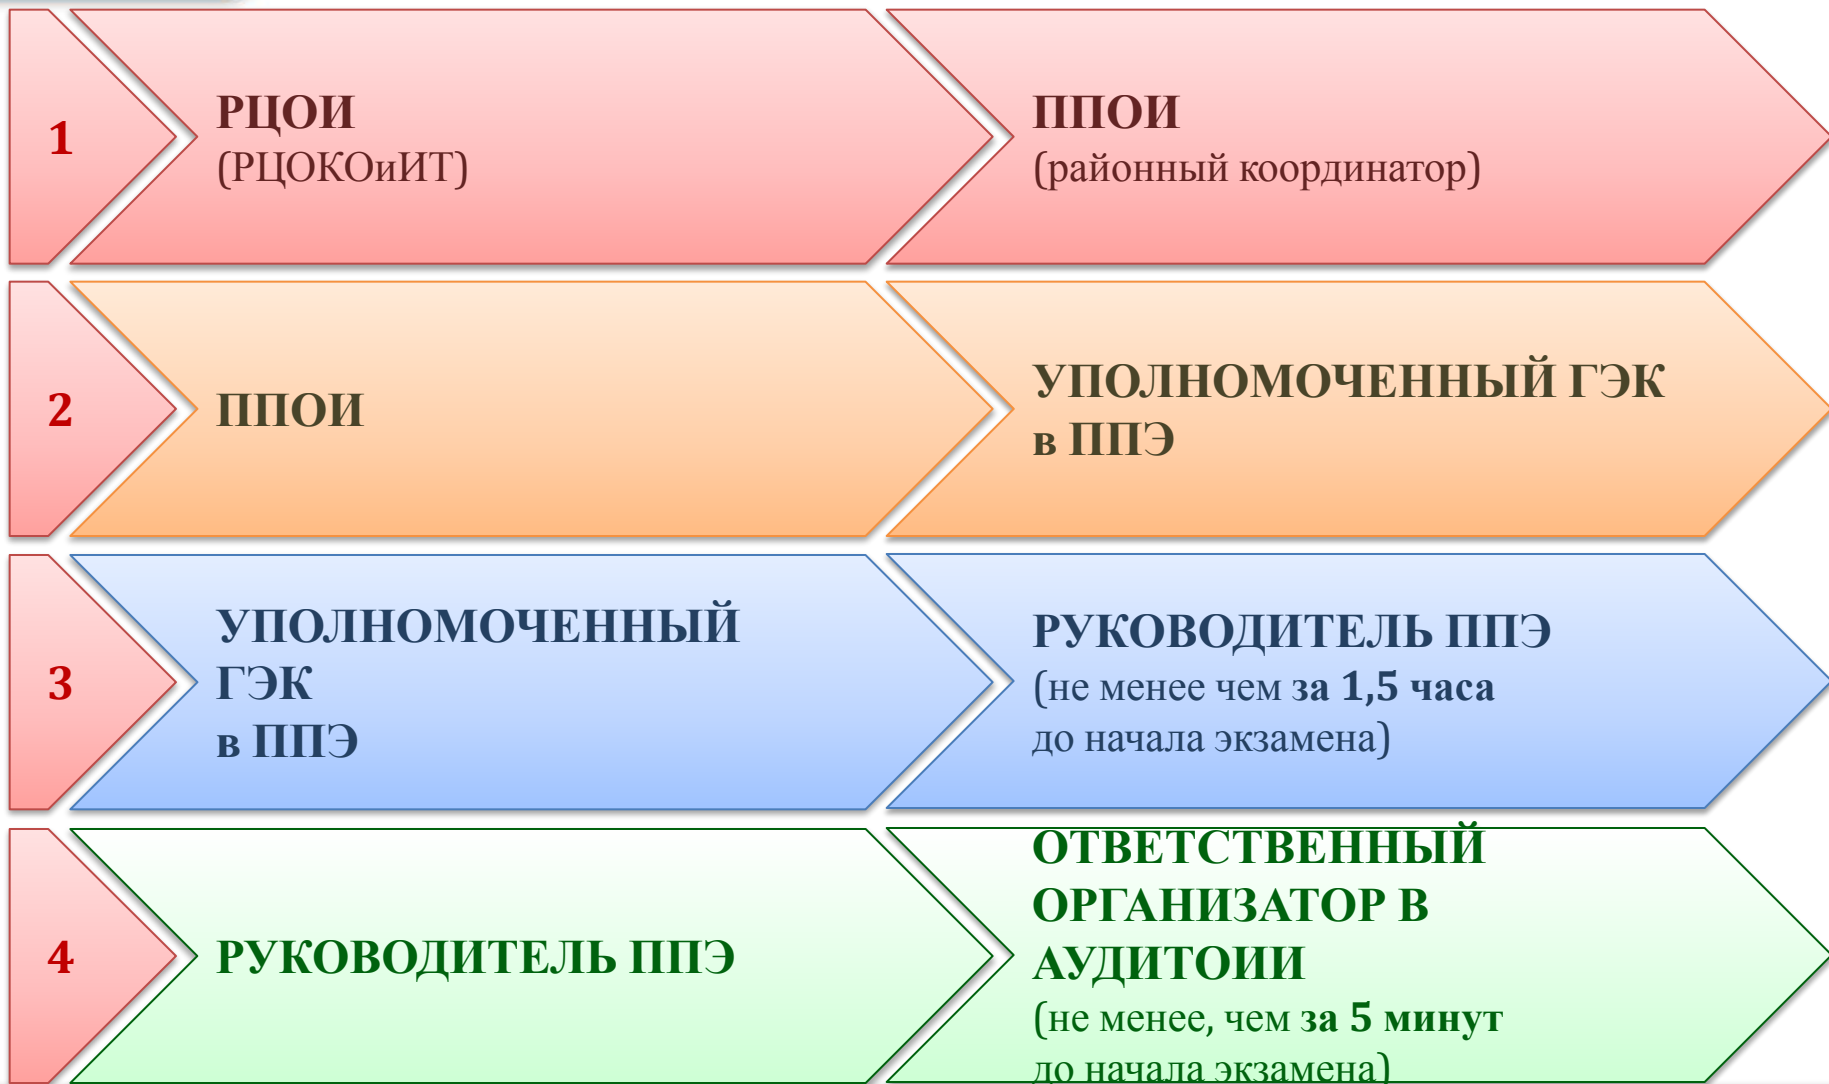 1
РЦОИ
(РЦОКОиИТ)
ППОИ
(районный координатор)
2
ППОИ
УПОЛНОМОЧЕННЫЙ ГЭК
в ППЭ
3
УПОЛНОМОЧЕННЫЙ
ГЭК
в ППЭ
РУКОВОДИТЕЛЬ ППЭ
(не менее чем за 1,5 часа
до начала экзамена)
4
РУКОВОДИТЕЛЬ ППЭ
ОТВЕТСТВЕННЫЙ
ОРГАНИЗАТОР В
АУДИТОИИ
(не менее, чем за 5 минут
до начала экзамена)